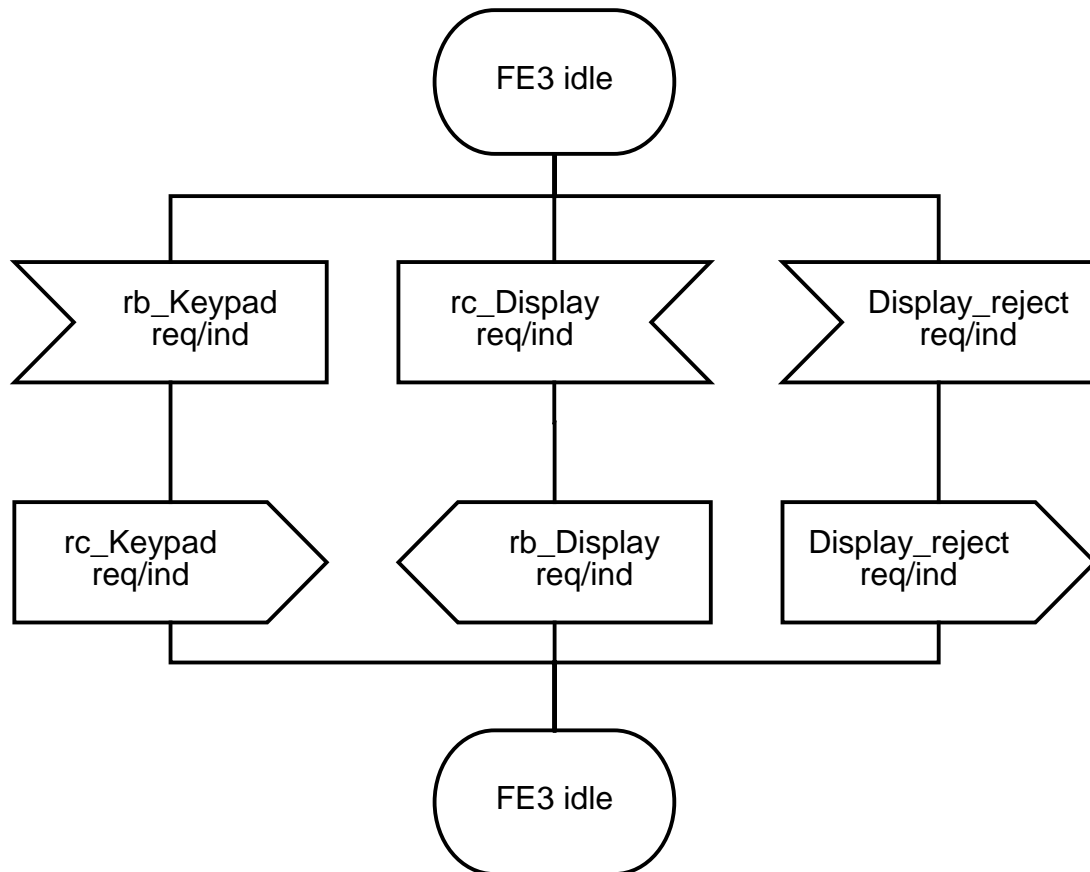 FE3 idle
rb_Keypad
req/ind
rc_Display
req/ind
Display_reject
req/ind
rc_Keypad
req/ind
rb_Display
req/ind
Display_reject
req/ind
FE3 idle